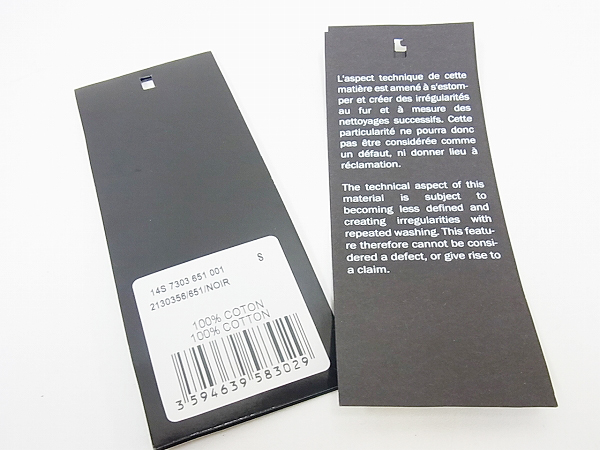 14S 7303 651 001
S
2130356/651/NOIR
100% COTON
100% COTTON
3 594639 583029
L'aspect technique de cette
matière est amené à s'estom-
per et créer des irrégularités
au fur et à mesure des
nettoyages successifs. Cette
particularité ne pourra donc
pas être considérée comme
un défaut, ni donner lieu à
réclamation.
The technical aspect of this
material is subject to
becoming less defined and
creating irregularities with
repeated washing. This featu-
re therefore cannot be consi-
dered a defect, or give rise to
a claim.